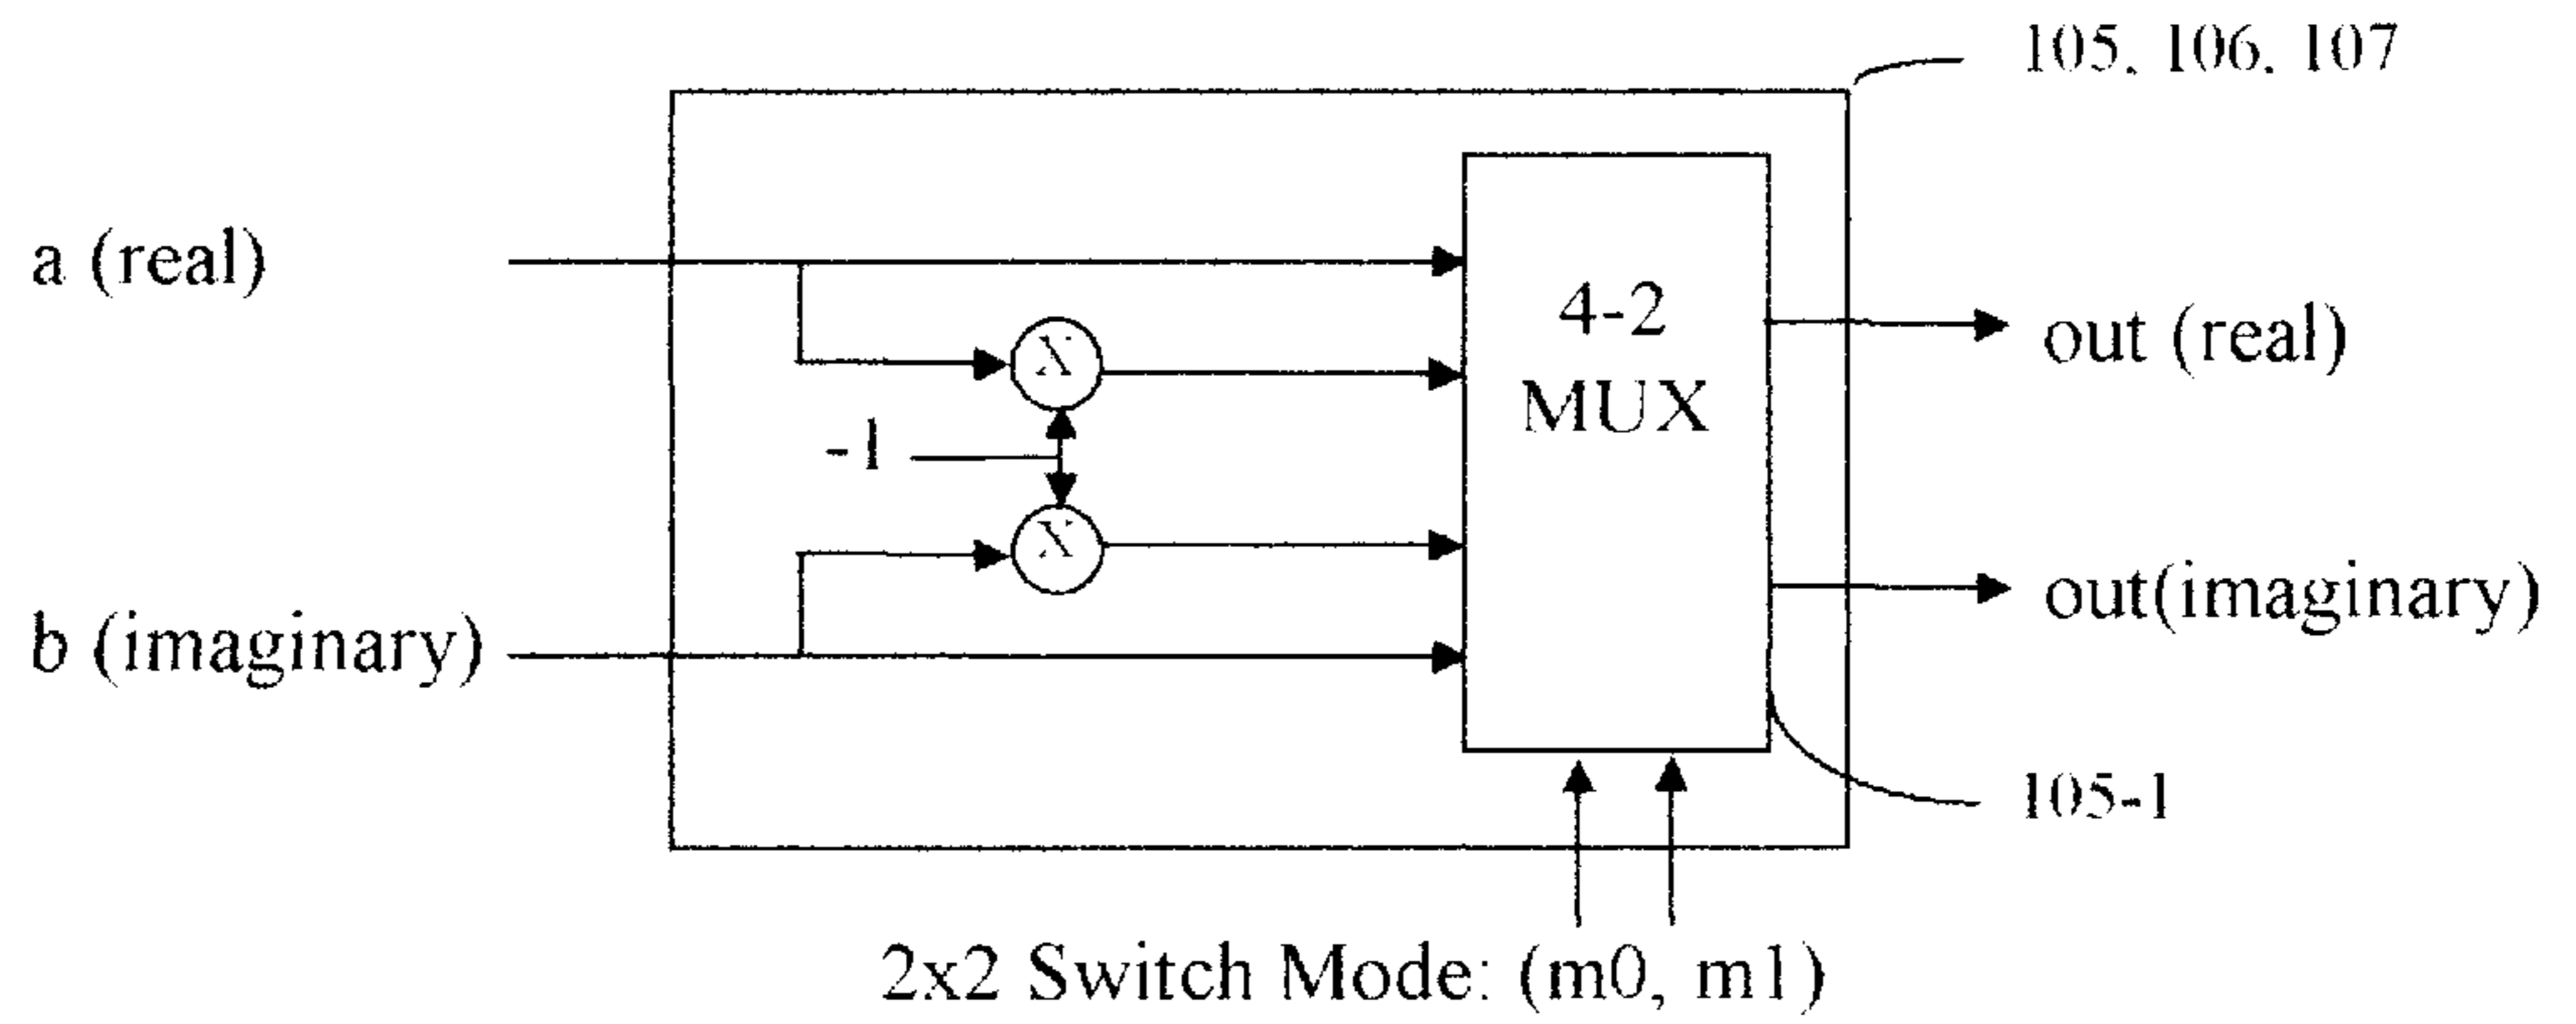 105, 106, 107
a (real)
4-2
MUX
X
out (real)
-1
X
b (imaginary)
out(imaginary)
105-1
2x2 Switch Mode: (m0, m1)